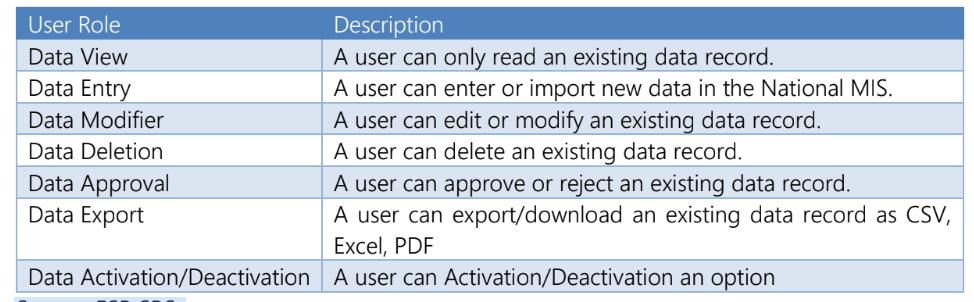 User Role Description
Data View A user can only read an existing data record.
Data Entry A user can enter or import new data in the National MIS.
Data Modifier A user can edit or modify an existing data record.
Data Deletion A user can delete an existing data record.
Data Approval A user can approve or reject an existing data record.
Data Export A user can export/download an existing data record as CSV,
Excel, PDF
Data Activation/Deactivation A user can Activation/Deactivation an option